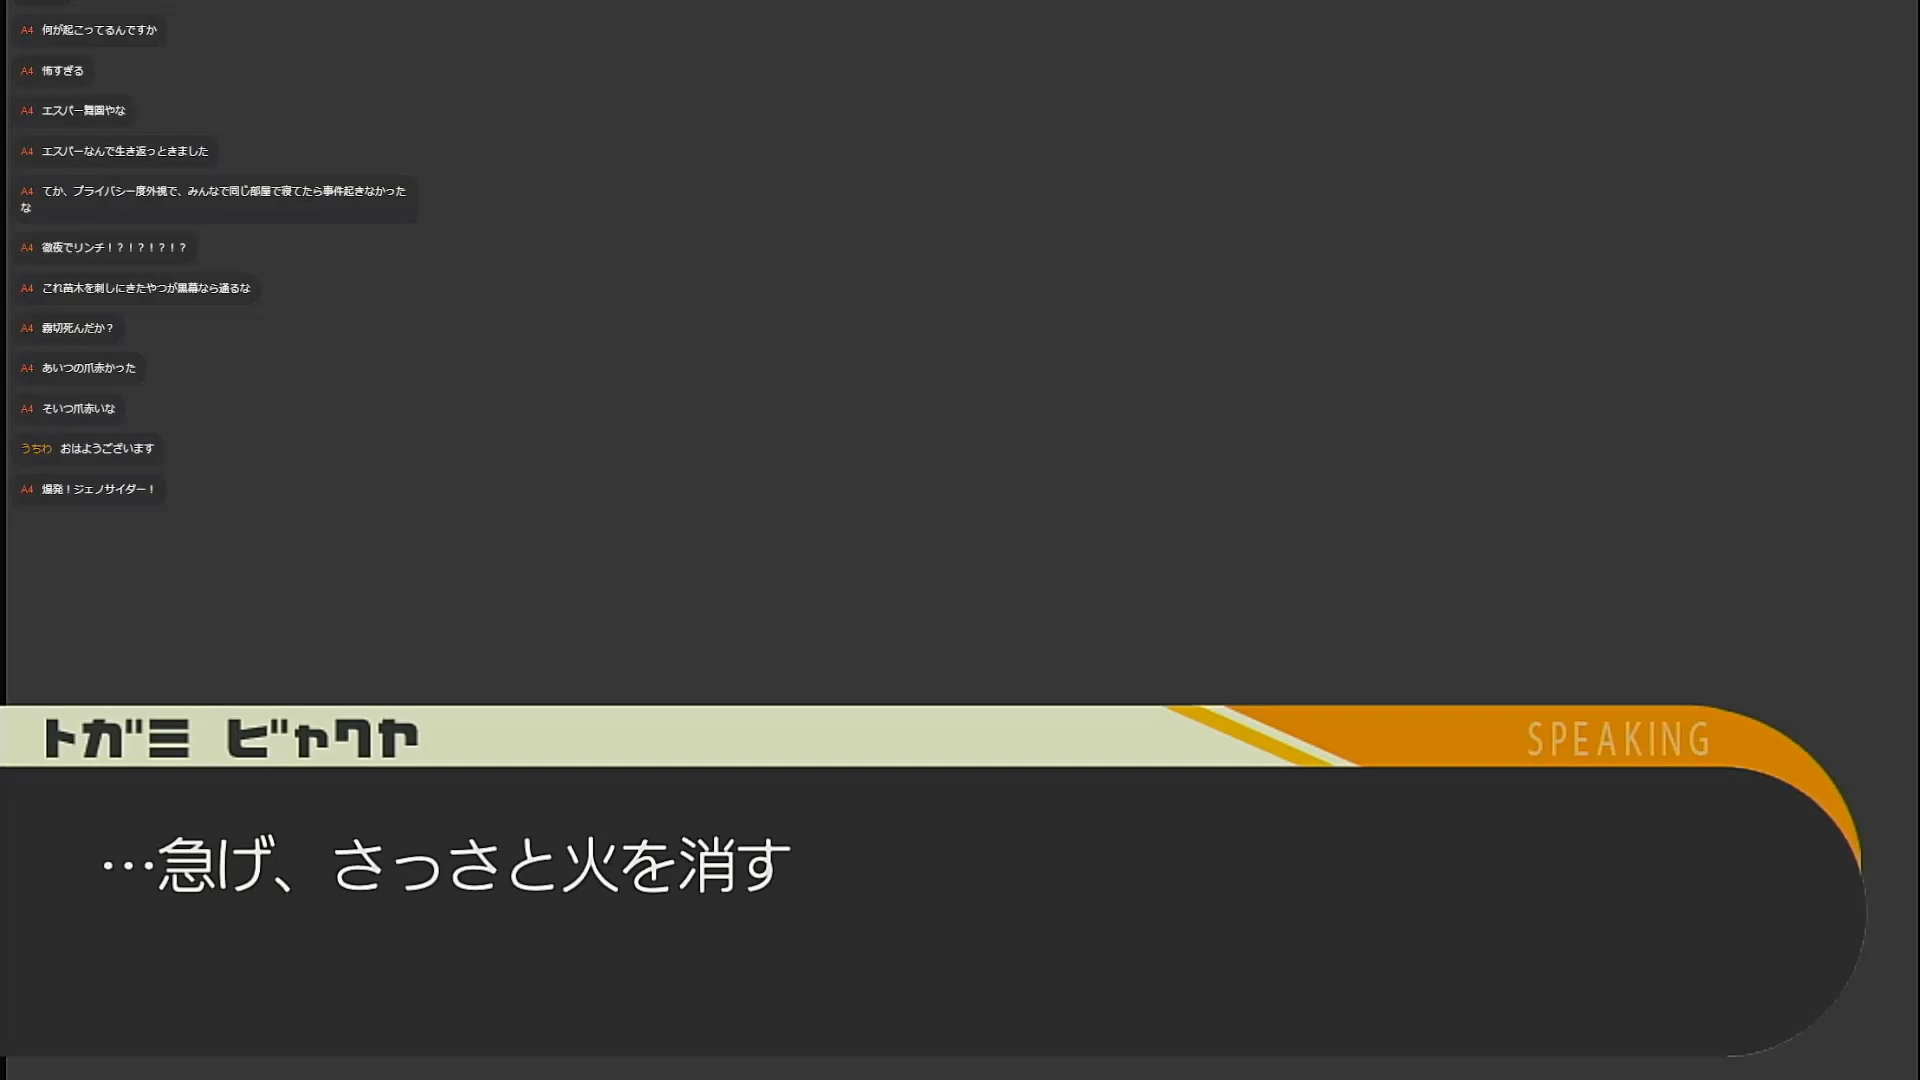 A4 何が起こってるんですか
A4 怖すぎる
A4 エスパー舞園やな
A4 エスパーなんで生き返っときました
A4 てか、プライバシー度外視で、みんなで同じ部屋で寝てたら事件起きなかった
な
A4 徹夜でリンチ！？！？！？！？
A4 これ苗木を刺しにきたやつが黒幕なら通るな
A4 霧切死んだか？
A4 あいつの爪赤かった
A4 そいつ爪赤いな
うちわ おはようございます
A4 爆発！ジェノサイダー！
トガミ ビャクヤ
SPEAKING
…急げ、さっさと火を消す